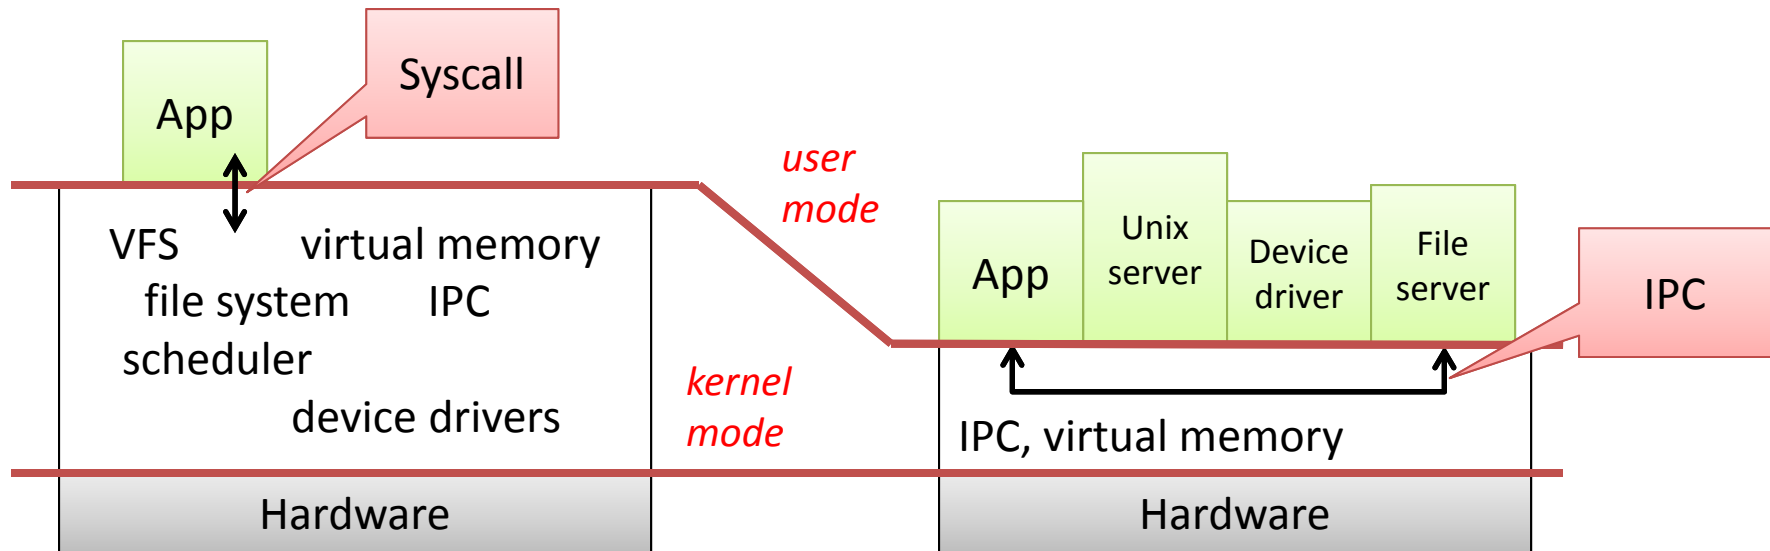 Syscall
App
VFS virtual memory
file system IPC
scheduler
device drivers
Hardware
user
mode
kernel
mode
App
Unix
server
Device
driver
File
server
IPC
IPC, virtual memory
Hardware